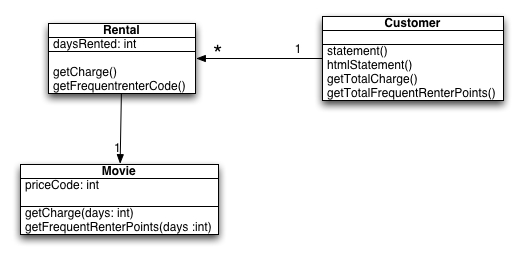 Rental
daysRented: int
getCharge()
getFrequentrenterCode()
*
1
Customer
statement()
htmlStatement()
getTotalCharge()
getTotalFrequentRenterPoints()
1
Movie
priceCode: int
getCharge(days: int)
getFrequentRenterPoints(days :int)